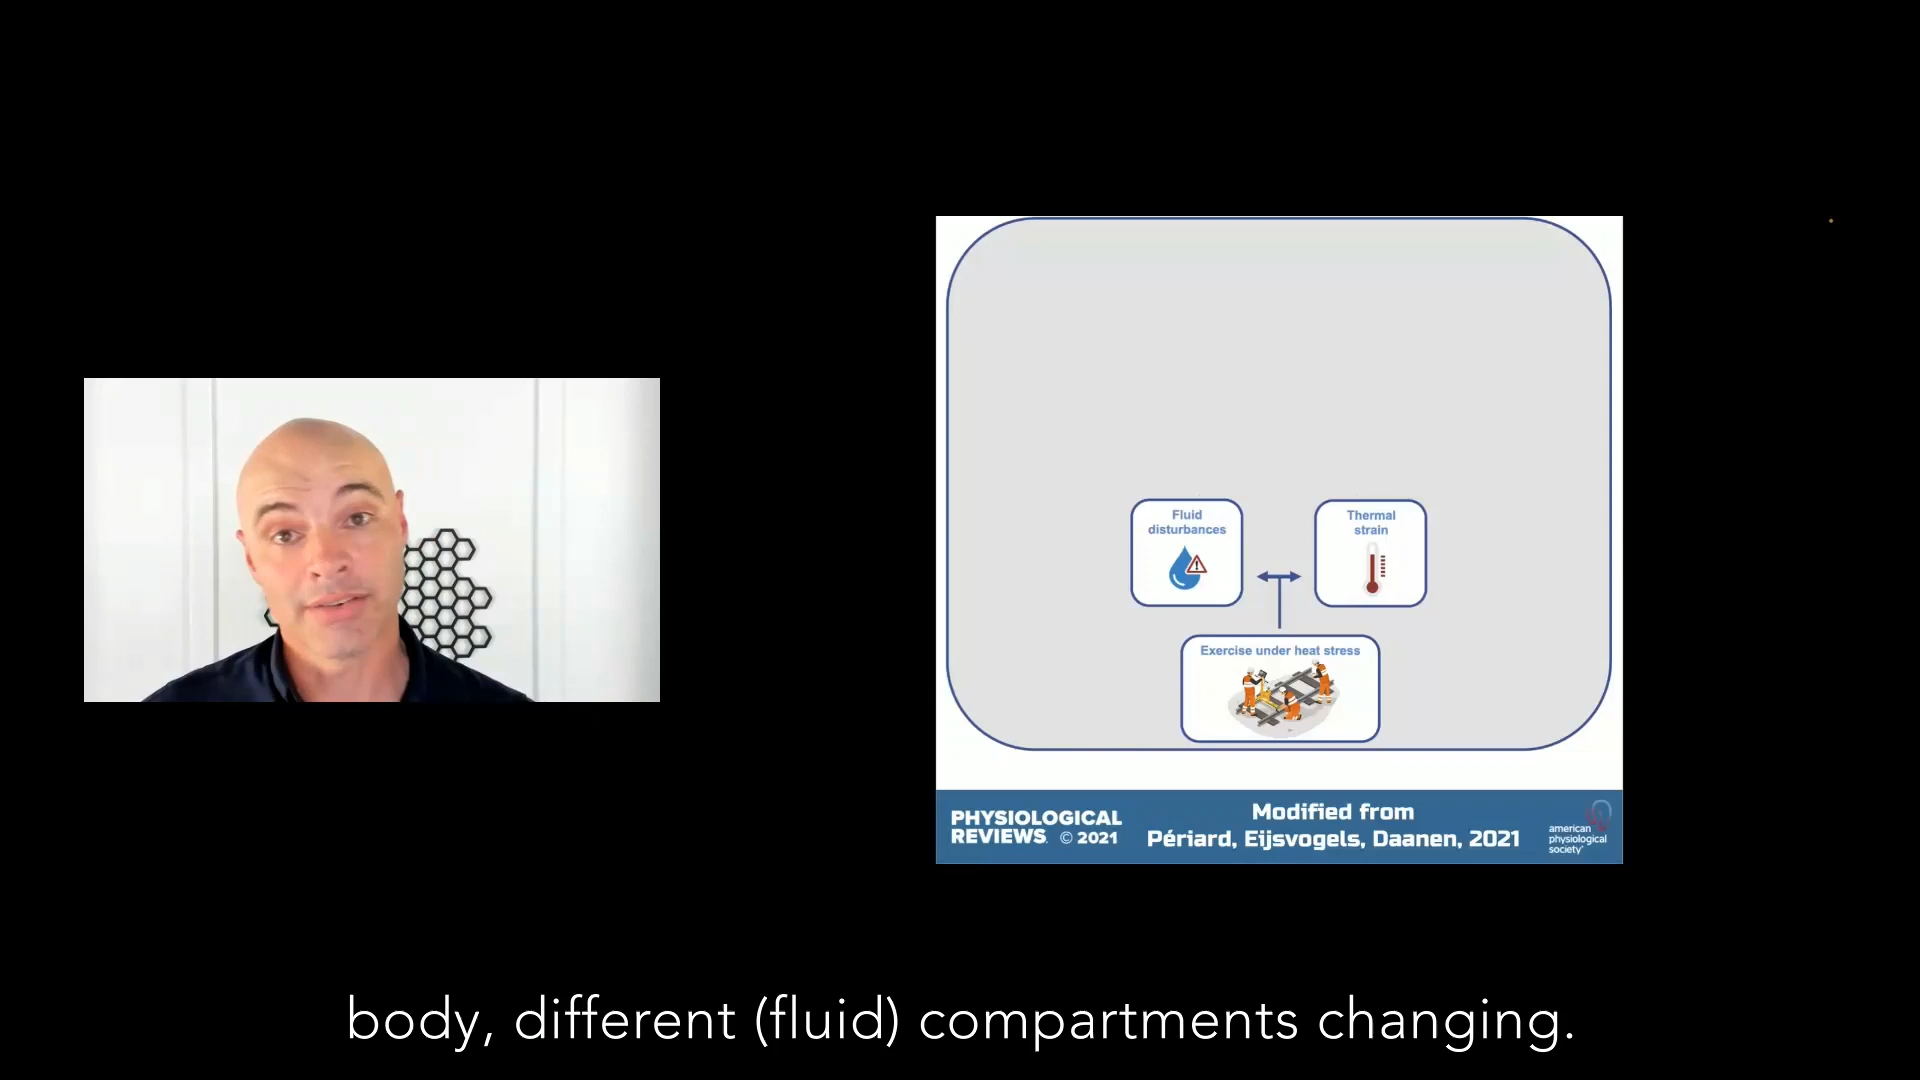 Fluid
disturbances
Thermal
strain
Exercise under heat stress
PHYSIOLOGICAL
REVIEWS. © 2021
Modified from
Périard, Eijsvogels, Daanen, 2021
american
physiological
society
body, different (fluid) compartments changing.